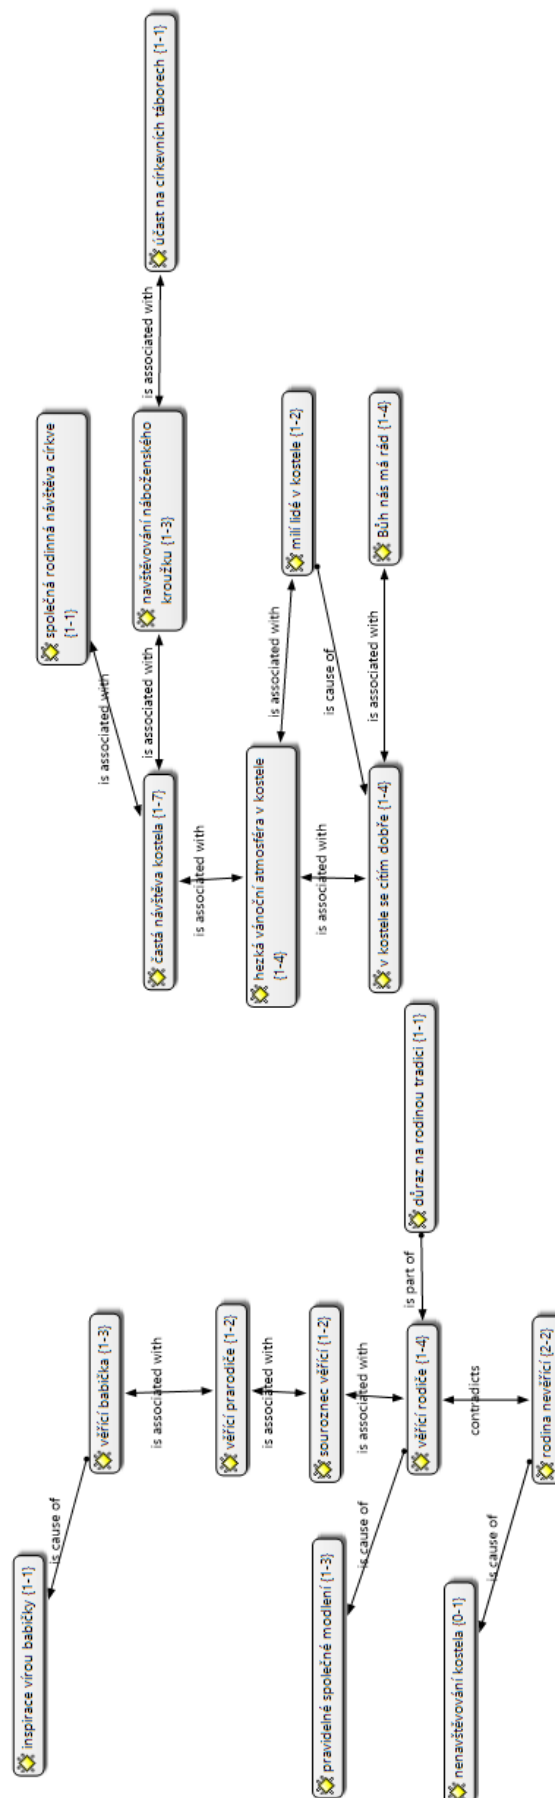 inspirace vírou babičky {1-1}
is cause of
věřící babička {1-3}
is associated with
věřící prarodiče {1-2}
is associated with
souroznec věřící {1-2}
is associated with
pravidelné společné modlení {1-3}
is cause of
věřící rodiče {1-4}
is part of
důraz na rodinou tradici {1-1}
contradicts
nenavštěvování kostela {0-1}
is cause of
rodina nevěřící {2-2}
společná rodinná návštěva církve
{1-1}
is associated with
častá návštěva kostela {1-7}
is associated with
navštěvování náboženského
kroužku {1-3}
is associated with
účast na církevních táborech {1-1}
is associated with
hezká vánoční atmosféra v kostele
{1-4}
is associated with
milí lidé v kostele {1-2}
is cause of
is associated with
v kostele se cítím dobře {1-4}
is associated with
Bůh nás má rád {1-4}